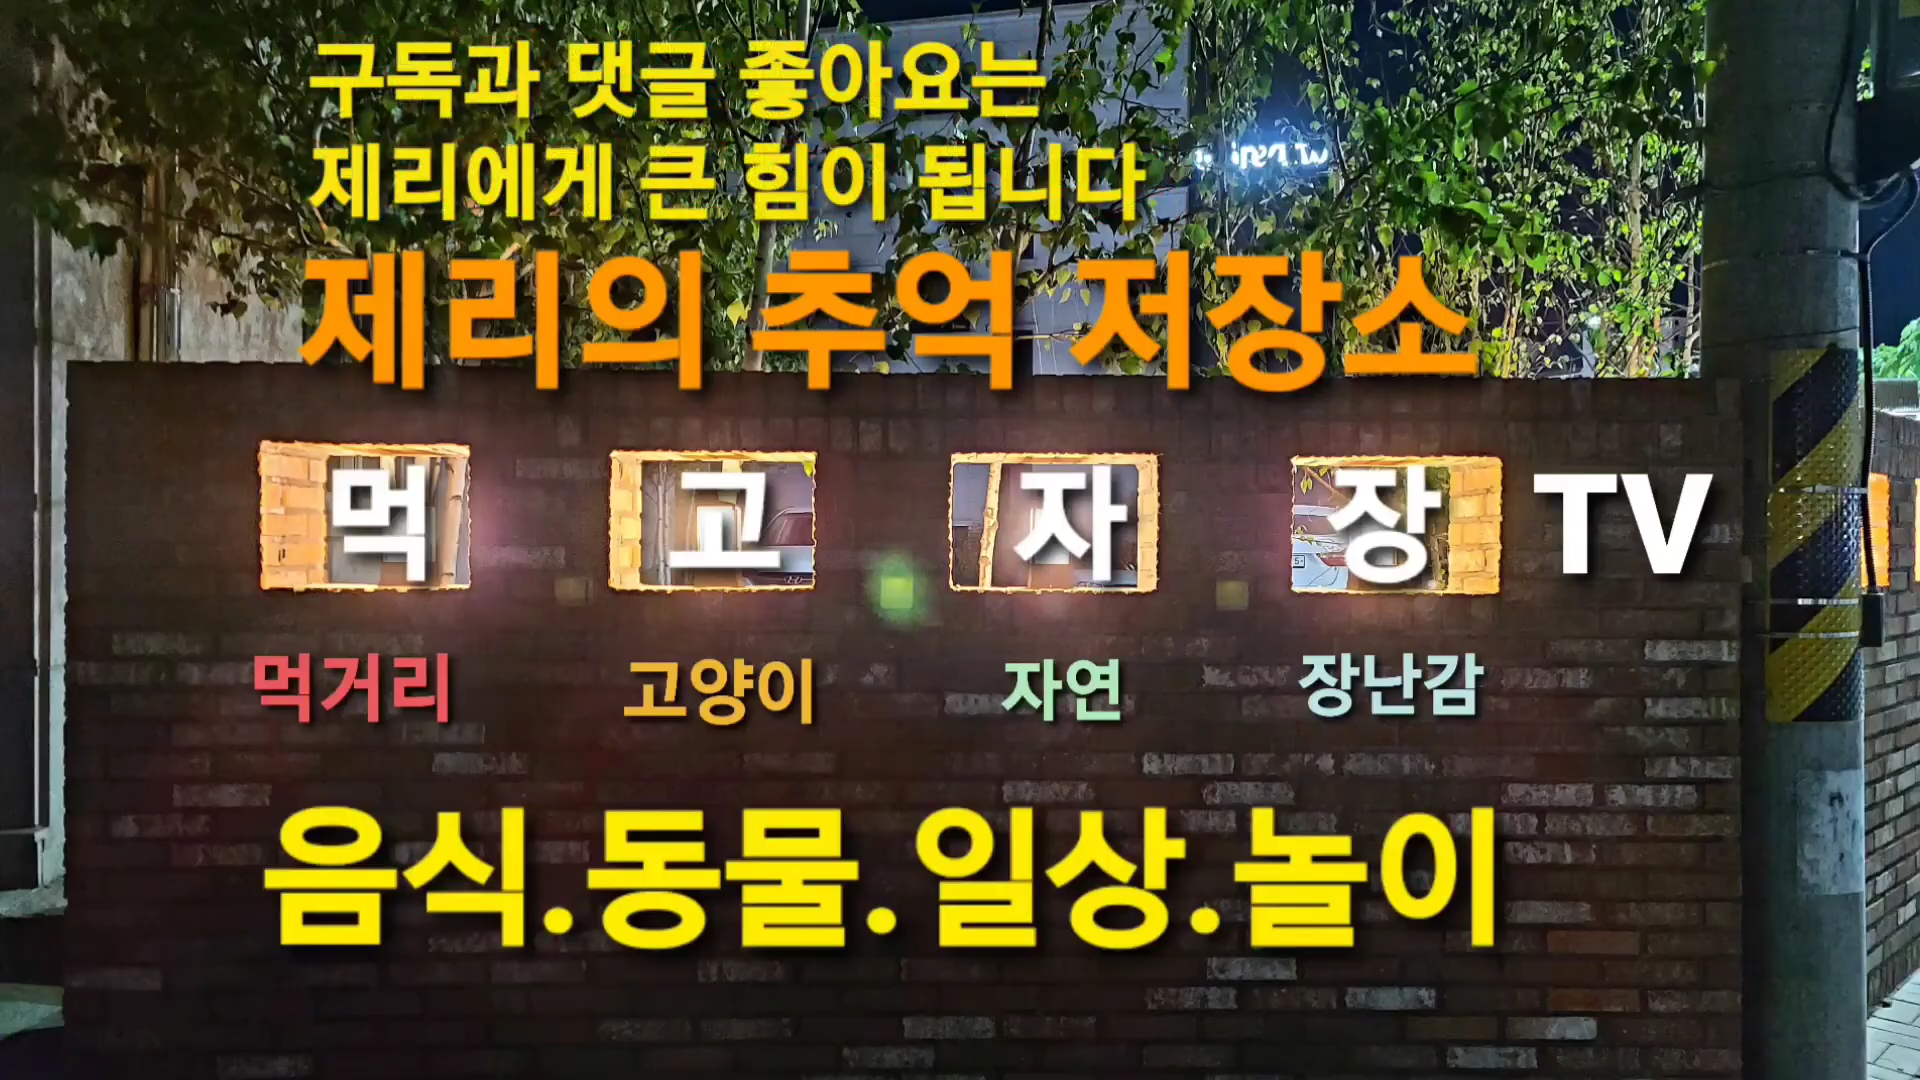 구독과 댓글 좋아요는
제리에게 큰 힘이 됩니다
제리의 추억 저장소
먹 고 자 장 TV
먹거리 고양이 자연 장난감
음식.동물.일상.놀이